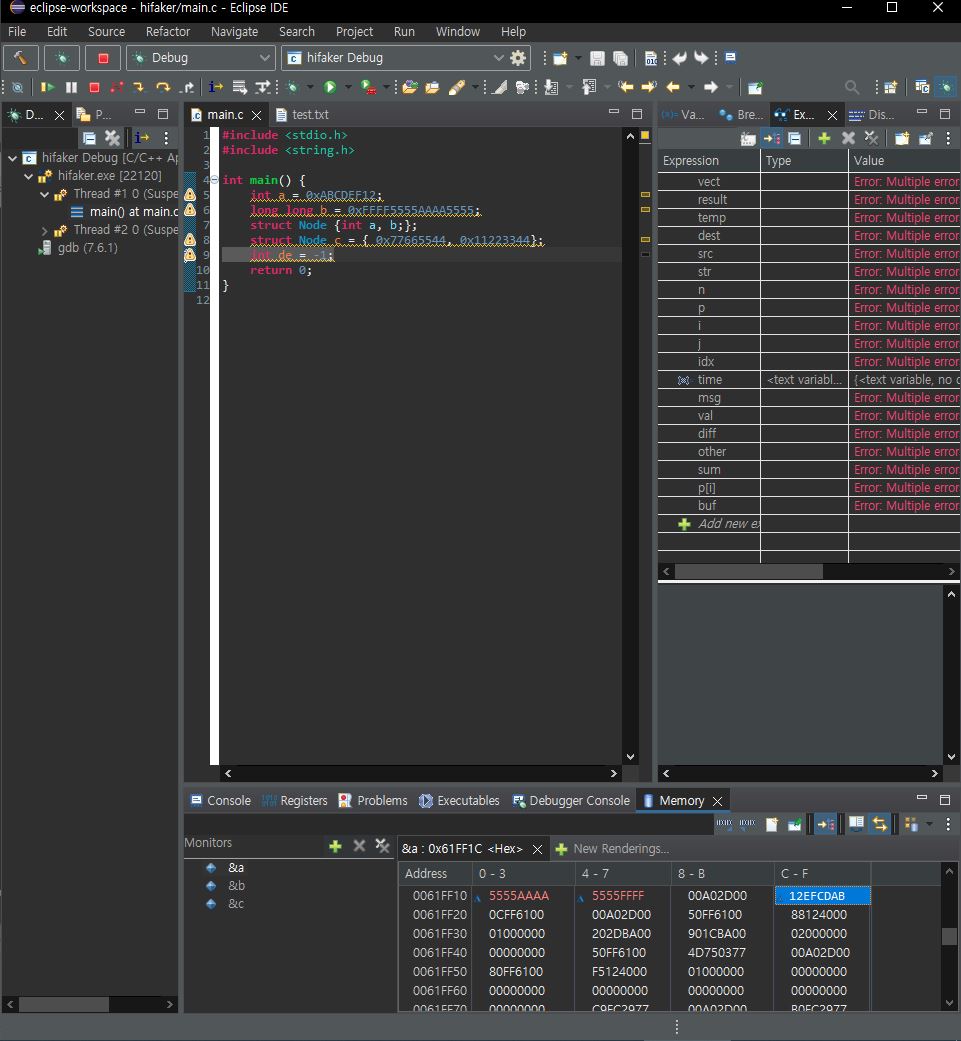 eclipse-workspace - hifaker/main.c - Eclipse IDE
File Edit Source Refactor Navigate Search Project Run Window Help
Debug hifaker Debug
D... P...
hifaker Debug [C/C++ Ap
hifaker.exe [22120]
Thread #1 0 (Suspe
main() at main.c
Thread #2 0 (Suspe
gdb (7.6.1)
main.c test.txt
1 #include <stdio.h>
2 #include <string.h>
3
4 int main() {
5 int a = 0xABCDEF12;
6 long long b = 0xFFFF5555AAAA5555;
7 struct Node {int a, b;};
8 struct Node c = { 0x77665544, 0x11223344};
9 int de = -1;
10 return 0;
11 }
12
Va... Bre... Ex... Dis...
Expression Type Value
vect Error: Multiple error
result Error: Multiple error
temp Error: Multiple error
dest Error: Multiple error
src Error: Multiple error
str Error: Multiple error
n Error: Multiple error
p Error: Multiple error
i Error: Multiple error
j Error: Multiple error
idx Error: Multiple error
time <text variabl... {<text variable, no d
msg Error: Multiple error
val Error: Multiple error
diff Error: Multiple error
other Error: Multiple error
sum Error: Multiple error
p[i] Error: Multiple error
buf Error: Multiple error
Add new ex
Console Registers Problems Executables Debugger Console Memory
Monitors
&a
&b
&c
&a : 0x61FF1C <Hex> New Renderings...
Address 0 - 3 4 - 7 8 - B C - F
0061FF10 5555AAAA 5555FFFF 00A02D00 12EFCDAB
0061FF20 0CFF6100 00A02D00 50FF6100 88124000
0061FF30 01000000 202DBA00 901CBA00 02000000
0061FF40 00000000 50FF6100 4D750377 00A02D00
0061FF50 80FF6100 F5124000 01000000 00000000
0061FF60 00000000 00000000 00000000 00000000
0061FF70 00000000 C9FC2977 00A02D00 B0FC2977